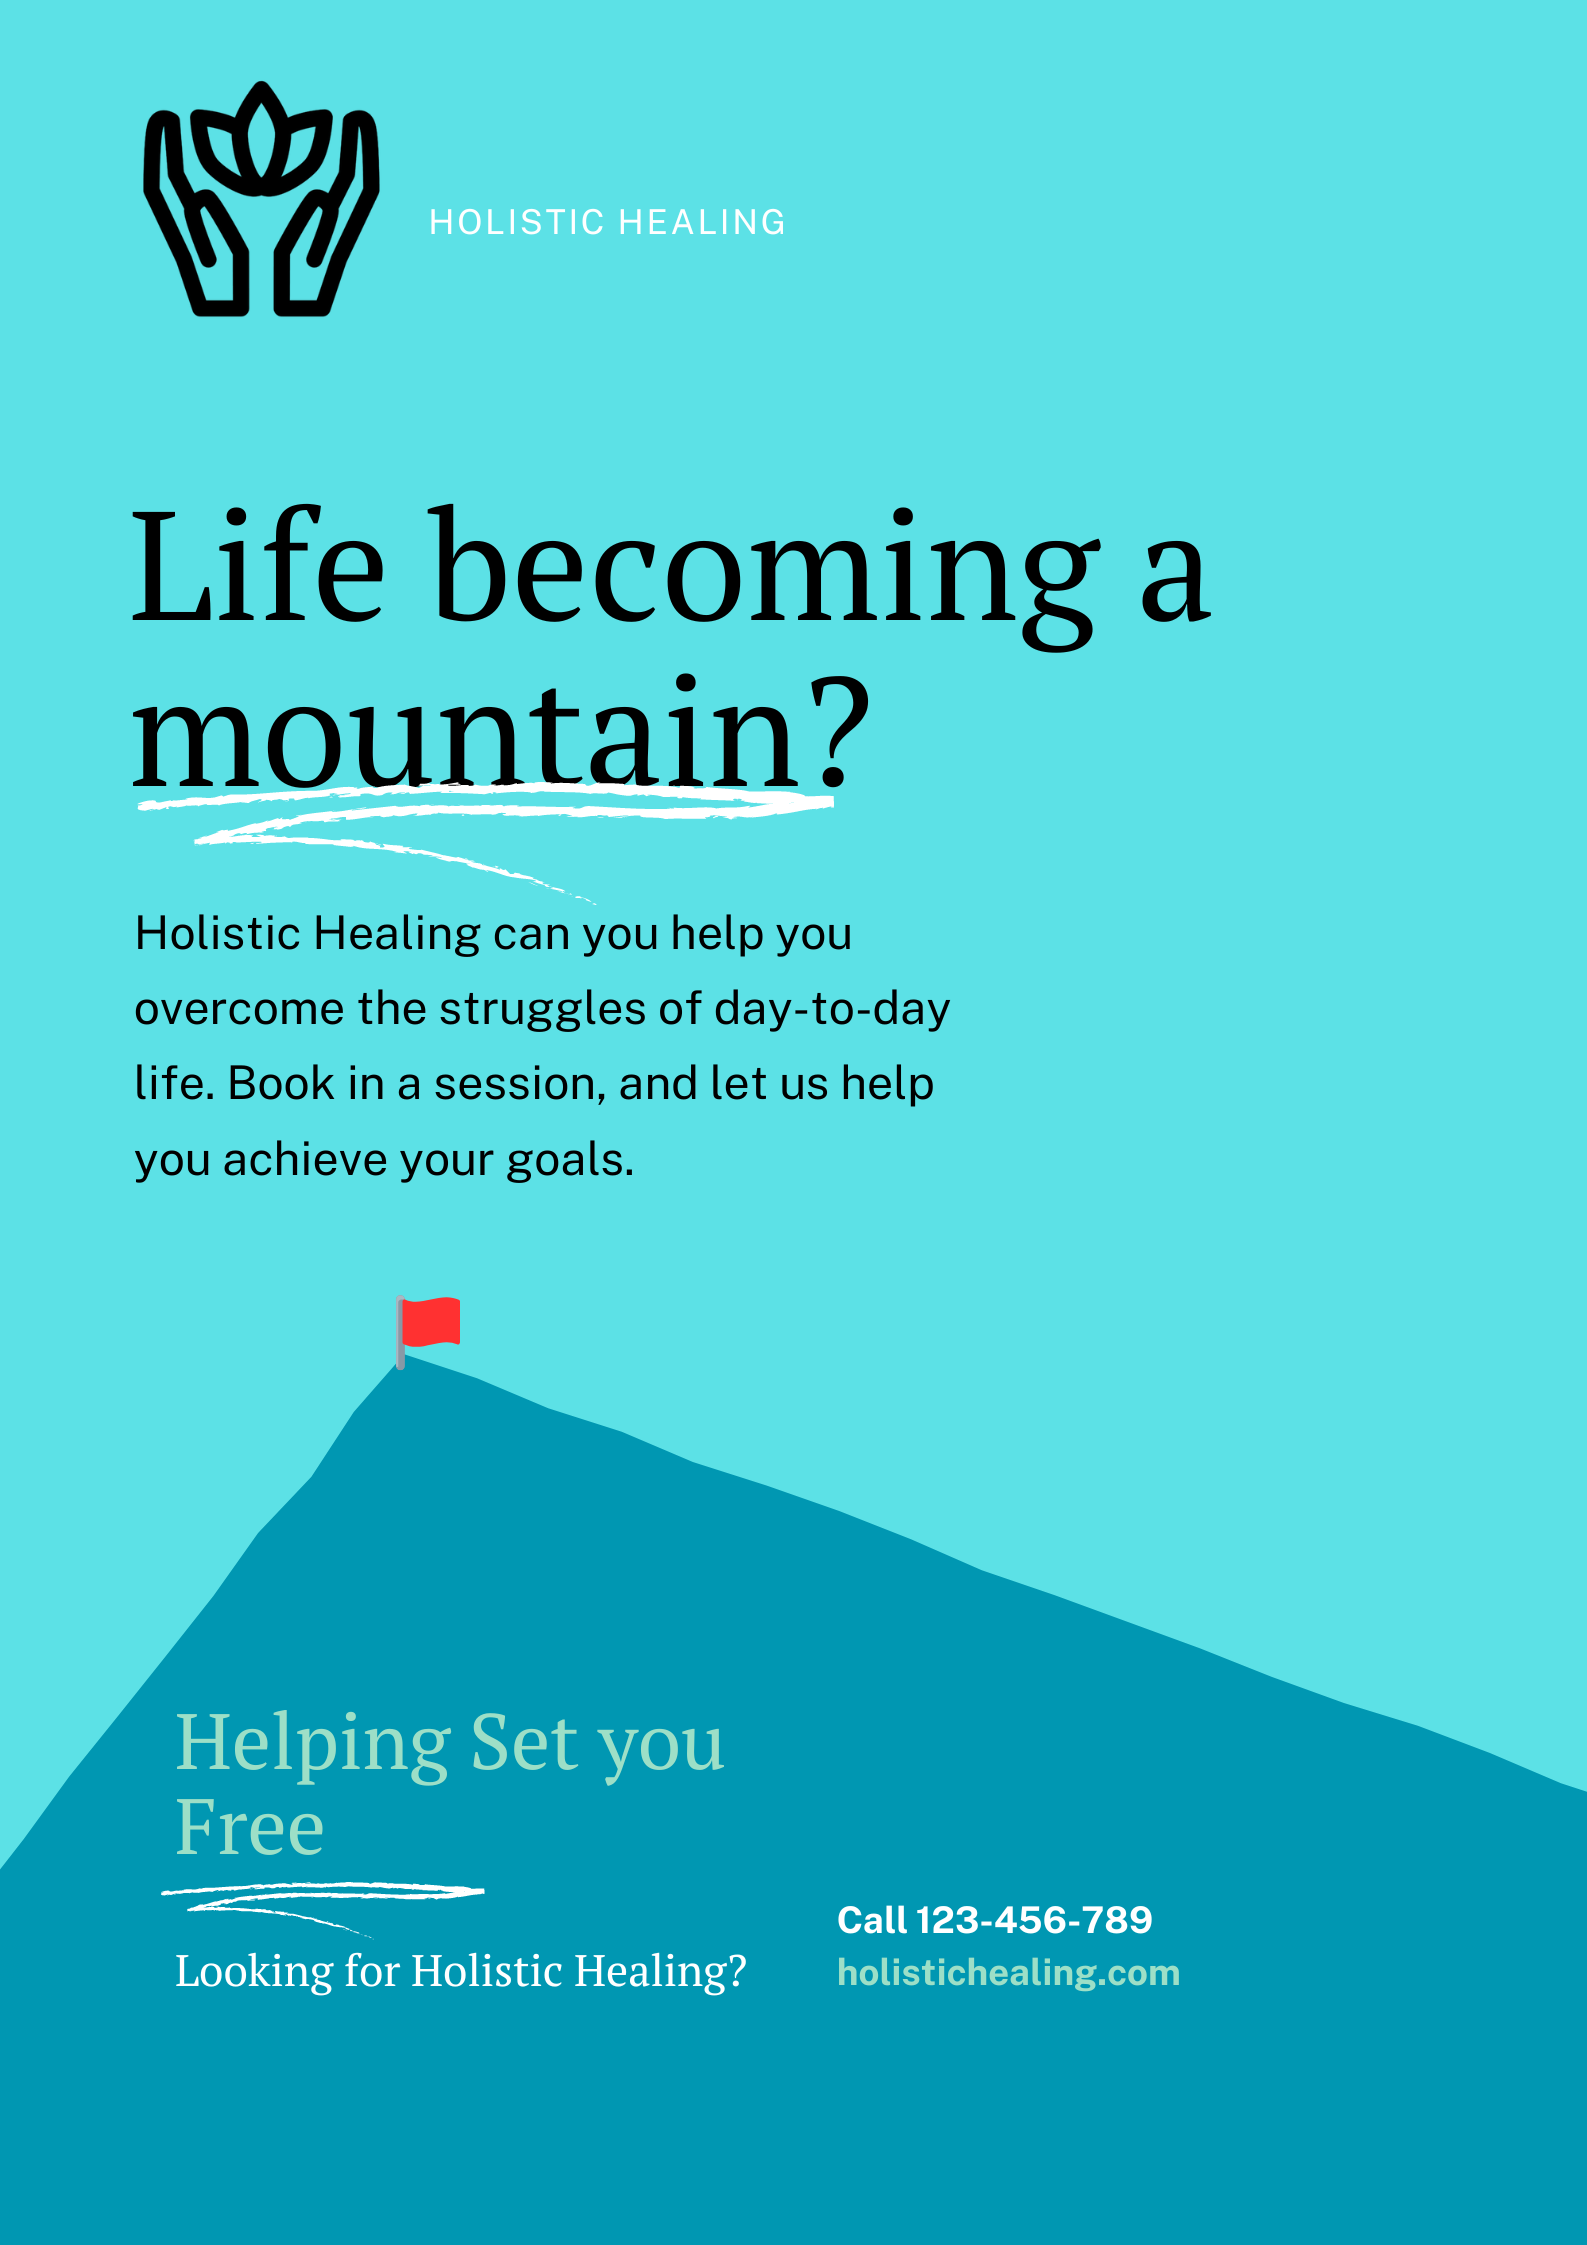 HOLISTIC HEALING
Life becoming a
mountain?
Holistic Healing can you help you
overcome the struggles of day-to-day
life. Book in a session, and let us help
you achieve your goals.
Helping Set you
Free
Looking for Holistic Healing?
Call 123-456-789
holistichealing.com